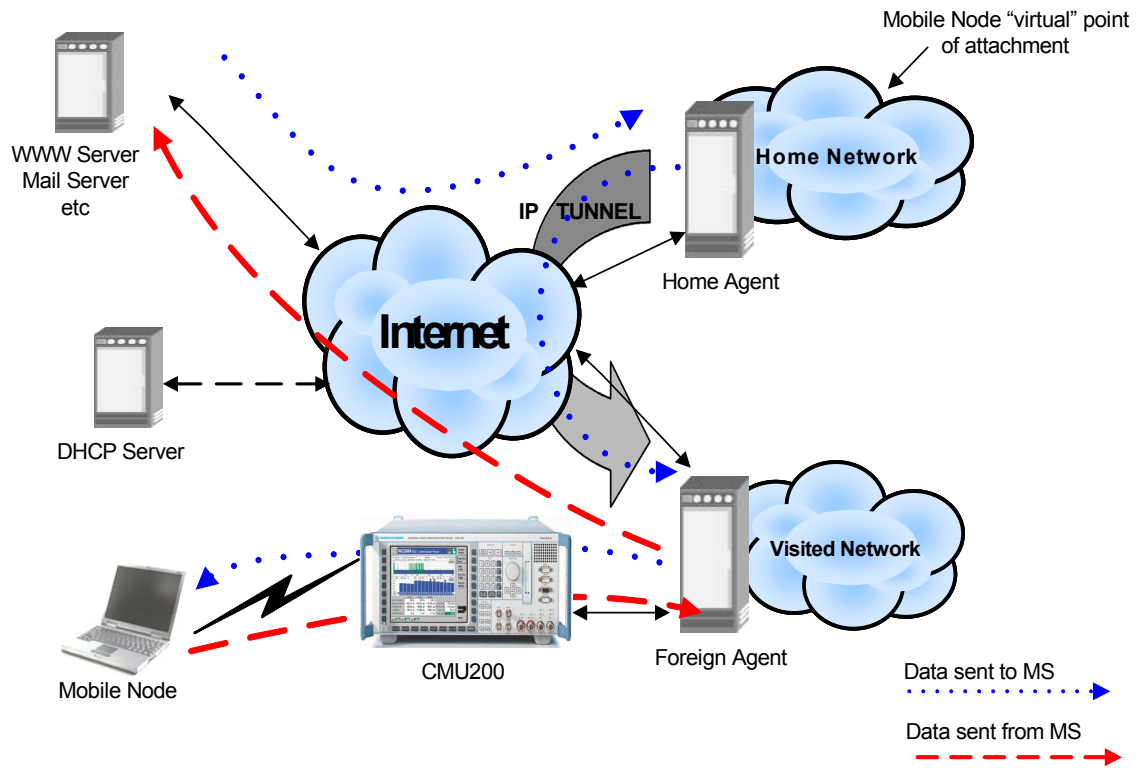 Mobile Node “virtual” point
of attachment
WWW Server
Mail Server
etc
Home Network
IP TUNNEL
Home Agent
Internet
DHCP Server
Visited Network
Mobile Node
CMU200
Foreign Agent
Data sent to MS
Data sent from MS